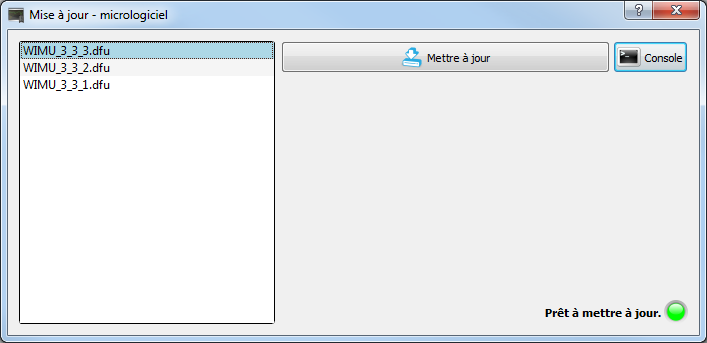 Mise à jour - micrologiciel
WIMU_3_3_3.dfu
WIMU_3_3_2.dfu
WIMU_3_3_1.dfu
Mettre à jour
Console
Prêt à mettre à jour.